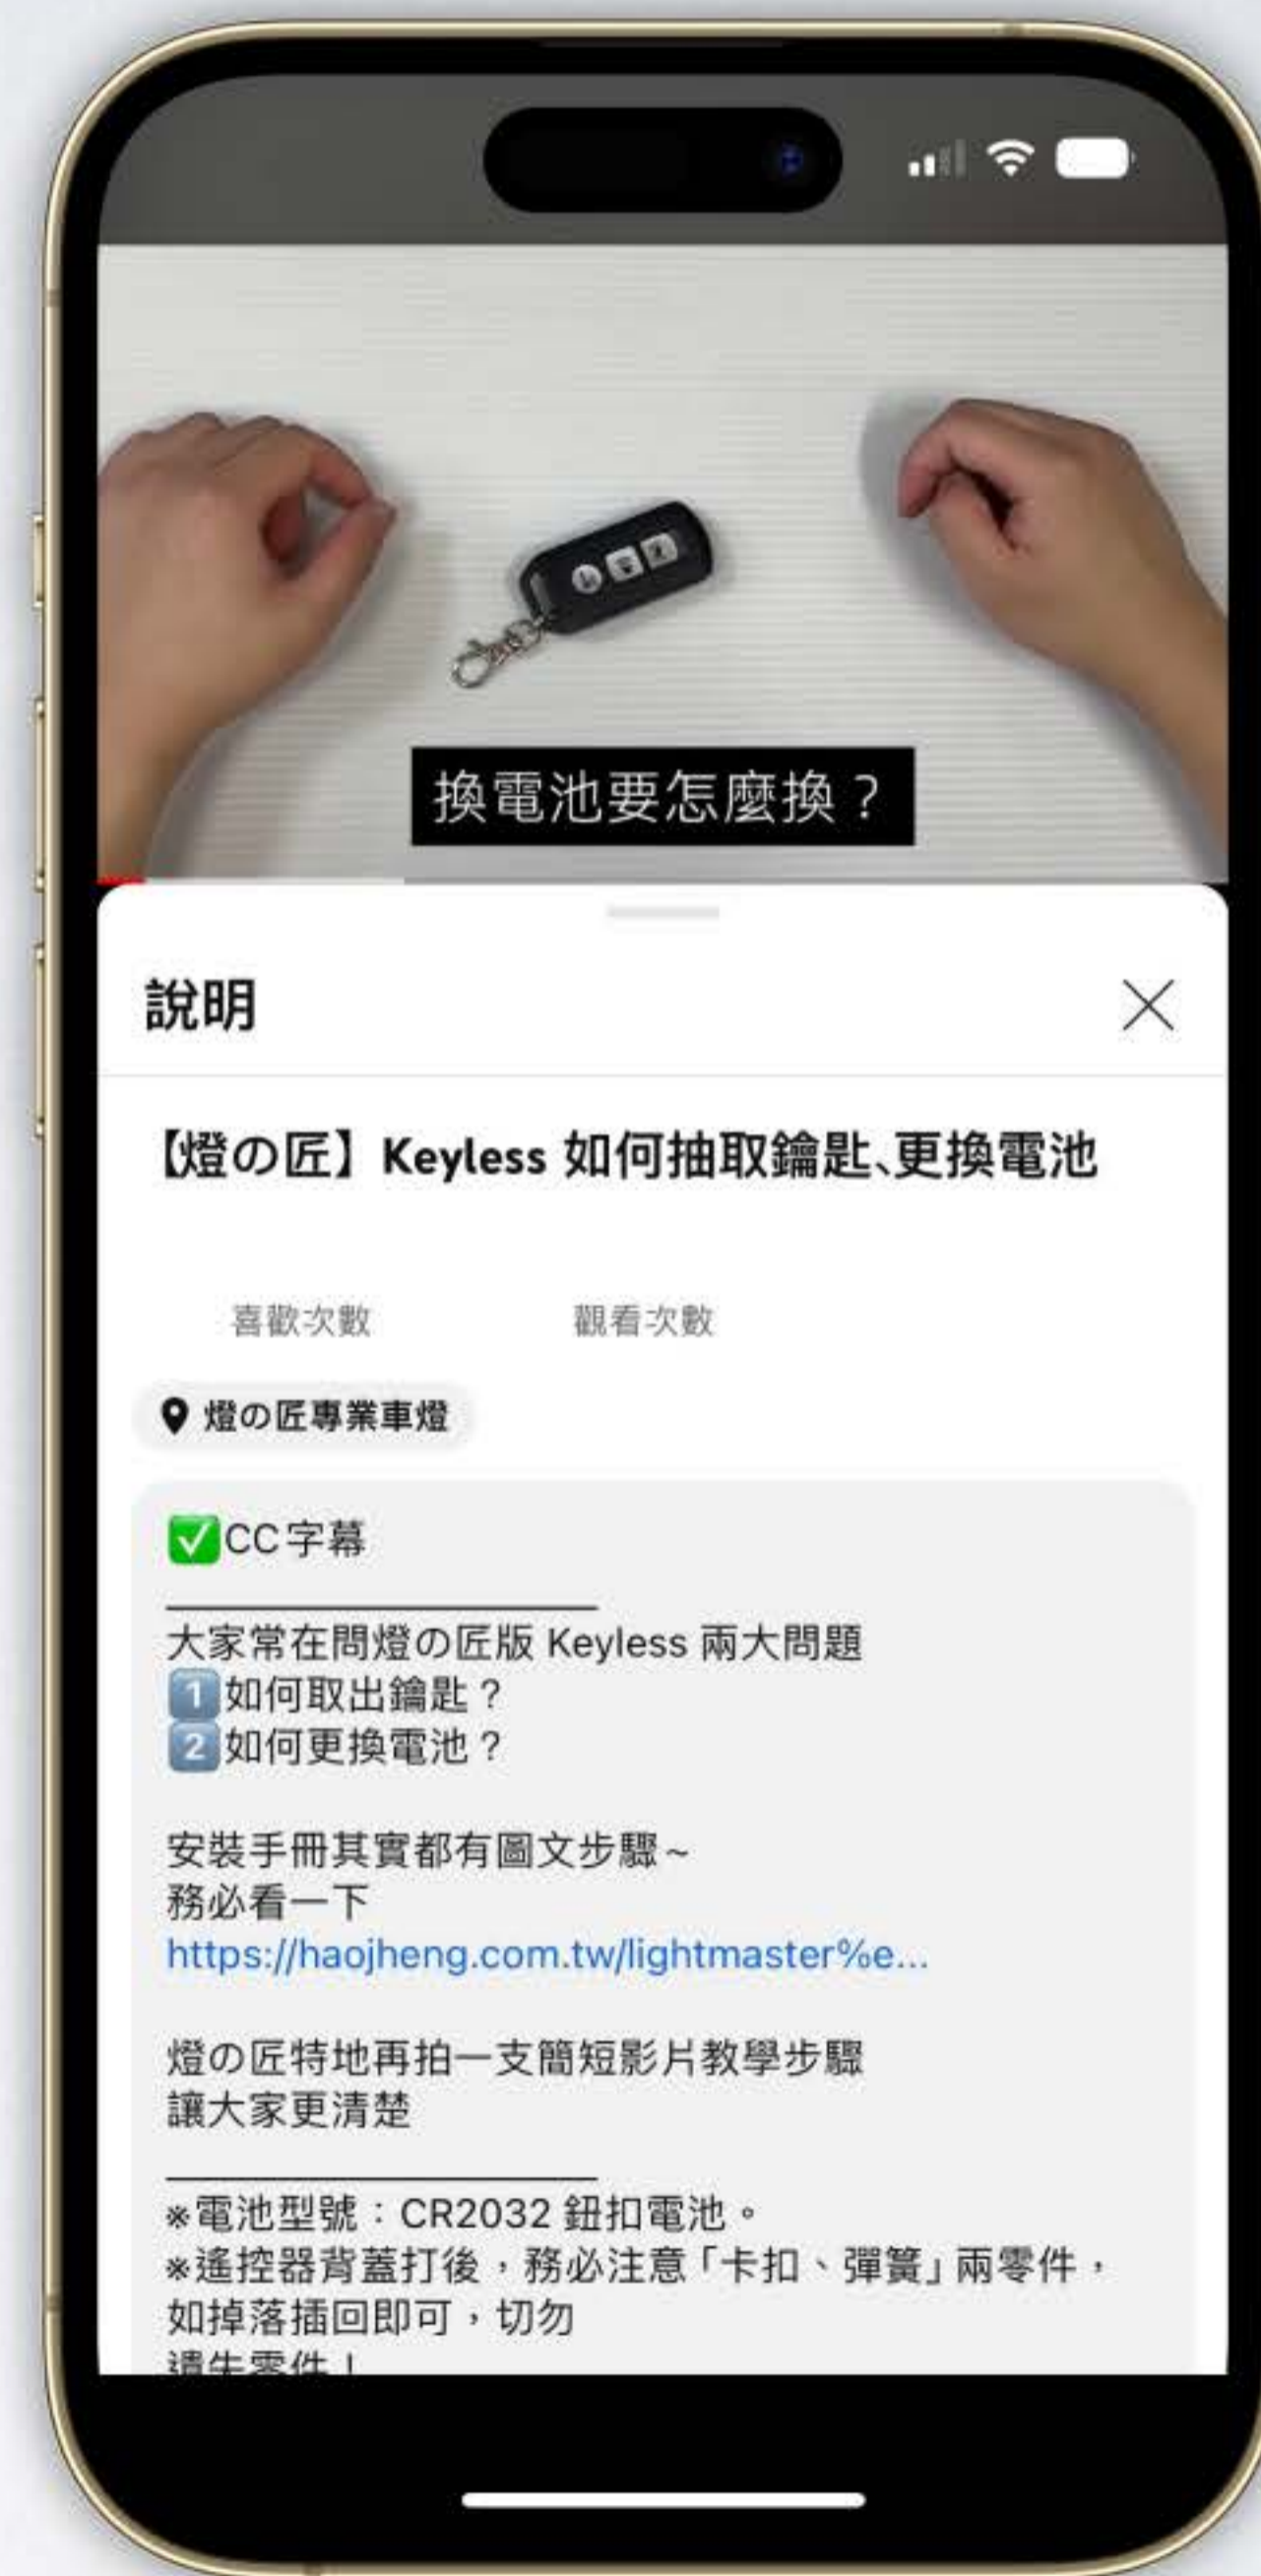 換電池要怎麼換？
說明
【燈の匠】Keyless 如何抽取鑰匙、更換電池
喜歡次數 觀看次數
燈の匠專業車燈
✅CC字幕
大家常在問燈の匠版 Keyless 兩大問題
1️⃣如何取出鑰匙？
2️⃣如何更換電池？
安裝手冊其實都有圖文步驟~
務必看一下
https://haojheng.com.tw/lightmaster%e...
燈の匠特地再拍一支簡短影片教學步驟
讓大家更清楚
※電池型號：CR2032 鈕扣電池。
※遙控器背蓋打後，務必注意「卡扣、彈簧」兩零件，
如掉落插回即可，切勿
遺失零件！